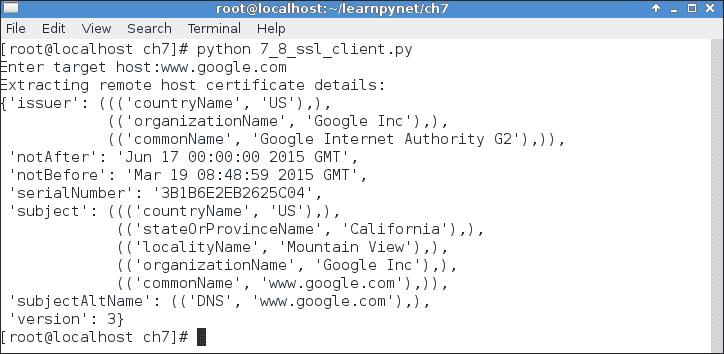 root@localhost:~/learnpynet/ch7
File Edit View Search Terminal Help
[root@localhost ch7]# python 7_8_ssl_client.py
Enter target host:www.google.com
Extracting remote host certificate details:
{'issuer': ((('countryName', 'US'),),
(('organizationName', 'Google Inc'),),
(('commonName', 'Google Internet Authority G2'),)),
'notAfter': 'Jun 17 00:00:00 2015 GMT',
'notBefore': 'Mar 19 08:48:59 2015 GMT',
'serialNumber': '3B1B6E2EB2625C04',
'subject': ((('countryName', 'US'),),
(('stateOrProvinceName', 'California'),),
(('localityName', 'Mountain View'),),
(('organizationName', 'Google Inc'),),
(('commonName', 'www.google.com'),)),
'subjectAltName': (('DNS', 'www.google.com'),),
'version': 3}
[root@localhost ch7]#